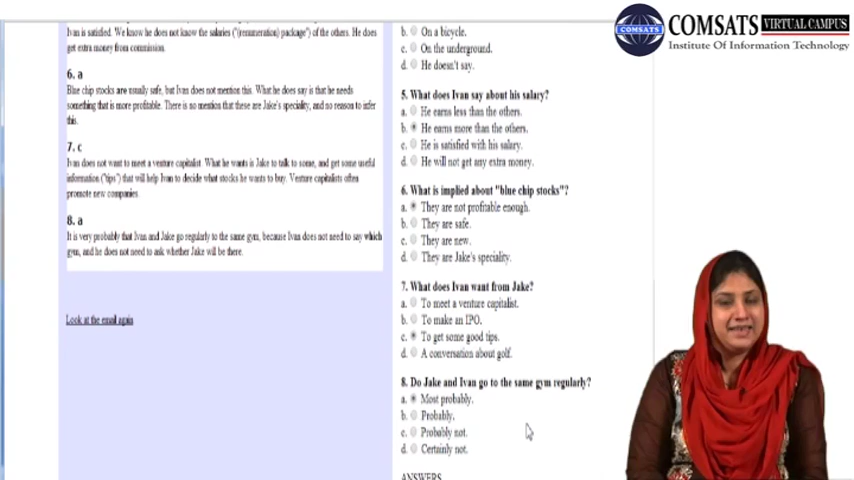 Ivan is satisfied. We know he does not know the salaries ("(renumeration) package") of the others. He does
get extra money from commission.
6. a
Blue chip stocks are usually safe, but Ivan does not mention this. What he does say is that he needs
something that is more profitable. There is no mention that these are Jake's speciality, and no reason to infer
this.
7. c
Ivan does not want to meet a venture capitalist. What he wants is Jake to talk to some, and get some useful
information ("tips") that will help Ivan to decide what stocks he wants to buy. Venture capitalists often
promote new companies.
8. a
It is very probably that Ivan and Jake go regularly to the same gym, because Ivan does not need to say which
gym, and he does not need to ask whether Jake will be there.
Look at the email again
b. On a bicycle.
c. On the underground.
d. He doesn't say.
5. What does Ivan say about his salary?
a. He earns less than the others.
b. He earns more than the others.
c. He is satisfied with his salary.
d. He will not get any extra money.
6. What is implied about "blue chip stocks"?
a. They are not profitable enough.
b. They are safe.
c. They are new.
d. They are Jake's speciality.
7. What does Ivan want from Jake?
a. To meet a venture capitalist.
b. To make an IPO.
c. To get some good tips.
d. A conversation about golf.
8. Do Jake and Ivan go to the same gym regularly?
a. Most probably.
b. Probably.
c. Probably not.
d. Certainly not.
ANSWERS
COMSATS
COMSATS VIRTUAL CAMPUS
Institute Of Information Technology